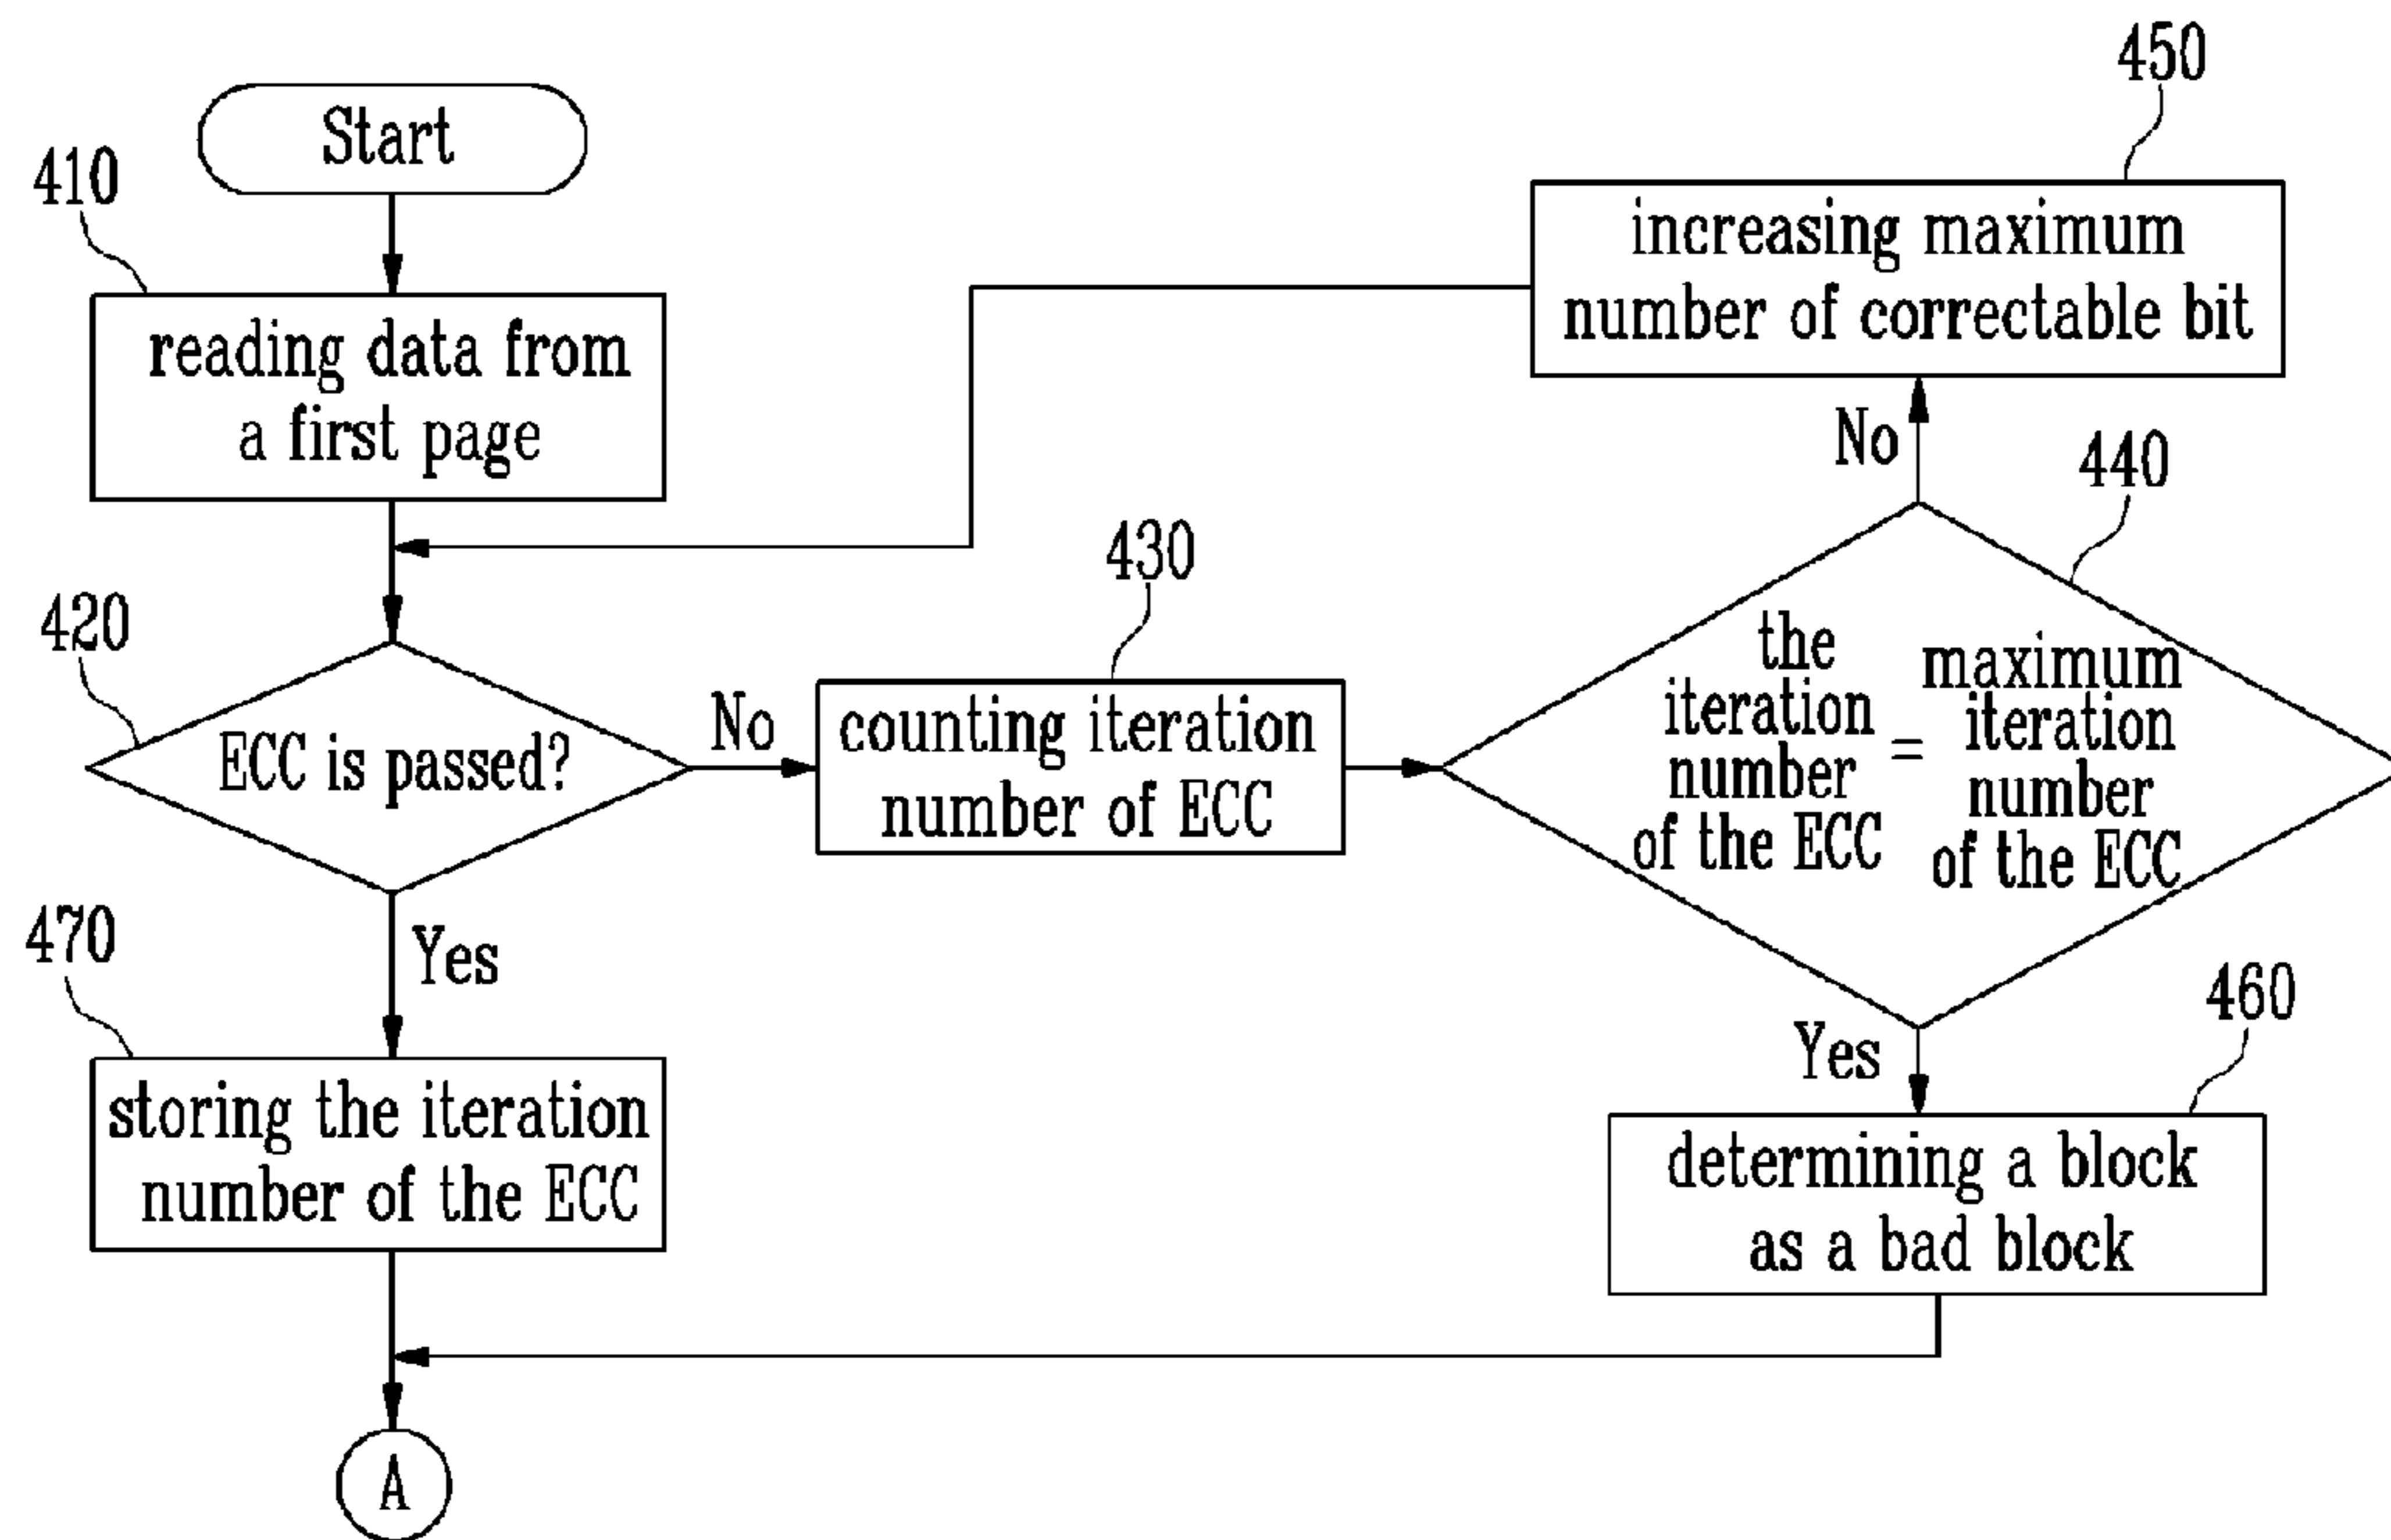 450
Start
410
increasing maximum
number of correctable bit
reading data from
a first page
No
440
430
420
the
iteration
number
of the ECC
=
maximum
iteration
number
of the ECC
No
counting iteration
number of ECC
ECC is passed?
470
Yes
460
Yes
storing the iteration
number of the ECC
determining a block
as a bad block
A